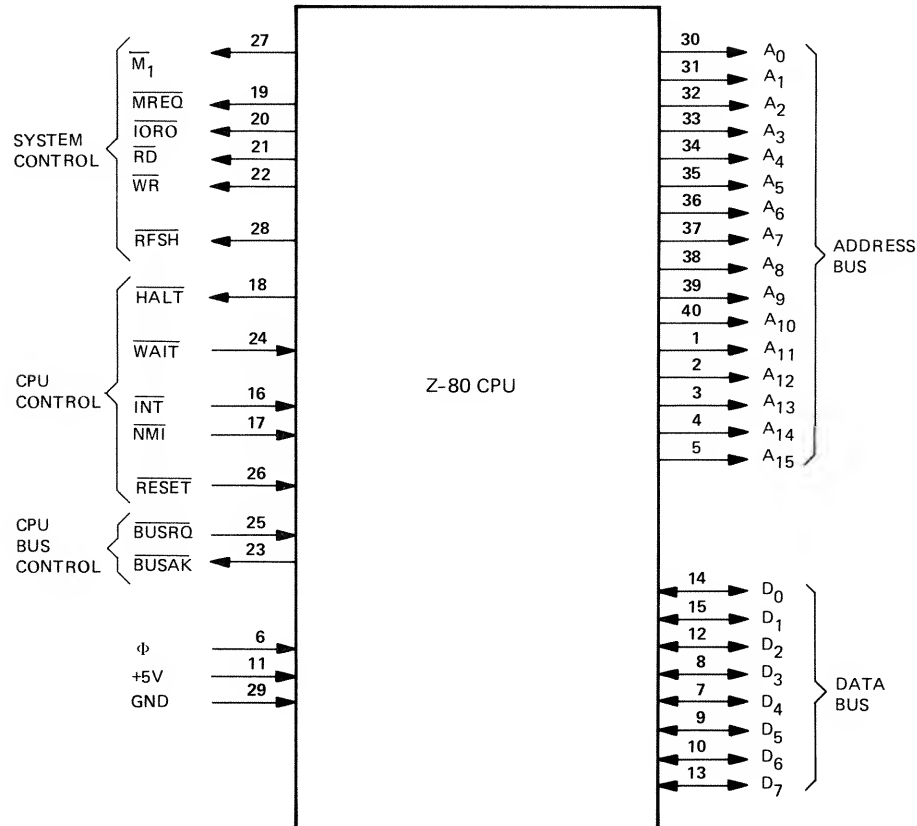 27
M̅1
19
MREQ
20
IORO
21
RD
22
WR
28
RFSH
SYSTEM
CONTROL
18
HALT
24
WAIT
16
INT
17
NMI
26
RESET
CPU
CONTROL
25
BUSRQ
23
BUSAK
CPU
BUS
CONTROL
6
Φ
11
+5V
29
GND
Z-80 CPU
30 A0
31 A1
32 A2
33 A3
34 A4
35 A5
36 A6
37 A7
38 A8
39 A9
40 A10
1 A11
2 A12
3 A13
4 A14
5 A15
ADDRESS
BUS
14 D0
15 D1
12 D2
8 D3
7 D4
9 D5
10 D6
13 D7
DATA
BUS